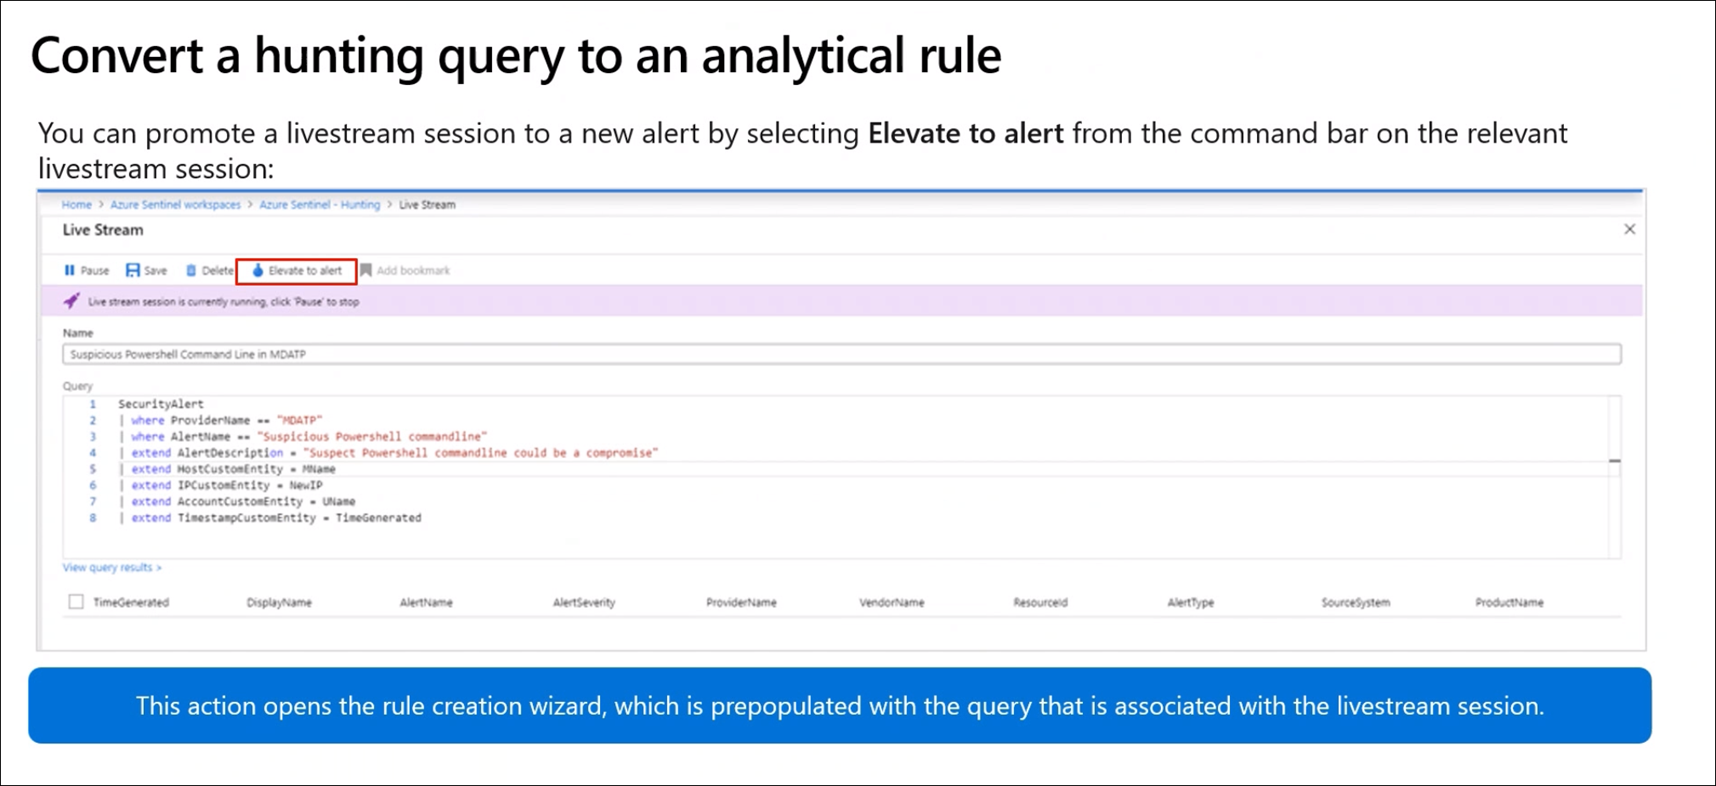 Convert a hunting query to an analytical rule
You can promote a livestream session to a new alert by selecting Elevate to alert from the command bar on the relevant
livestream session:
Home > Azure Sentinel workspaces > Azure Sentinel - Hunting > Live Stream
Live Stream
Pause Save Delete Elevate to alert Add bookmark
Live stream session is currently running, click 'Pause' to stop
Name
Suspicious Powershell Command Line in MDATP
Query
1 SecurityAlert
2 | where ProviderName == "MDATP"
3 | where AlertName == "Suspicious Powershell commandline"
4 | extend AlertDescription = "Suspect Powershell commandline could be a compromise"
5 | extend HostCustomEntity = MName
6 | extend IPCustomEntity = NewIP
7 | extend AccountCustomEntity = UName
8 | extend TimestampCustomEntity = TimeGenerated
View query results >
TimeGenerated DisplayName AlertName AlertSeverity ProviderName VendorName ResourceId AlertType SourceSystem ProductName
This action opens the rule creation wizard, which is prepopulated with the query that is associated with the livestream session.